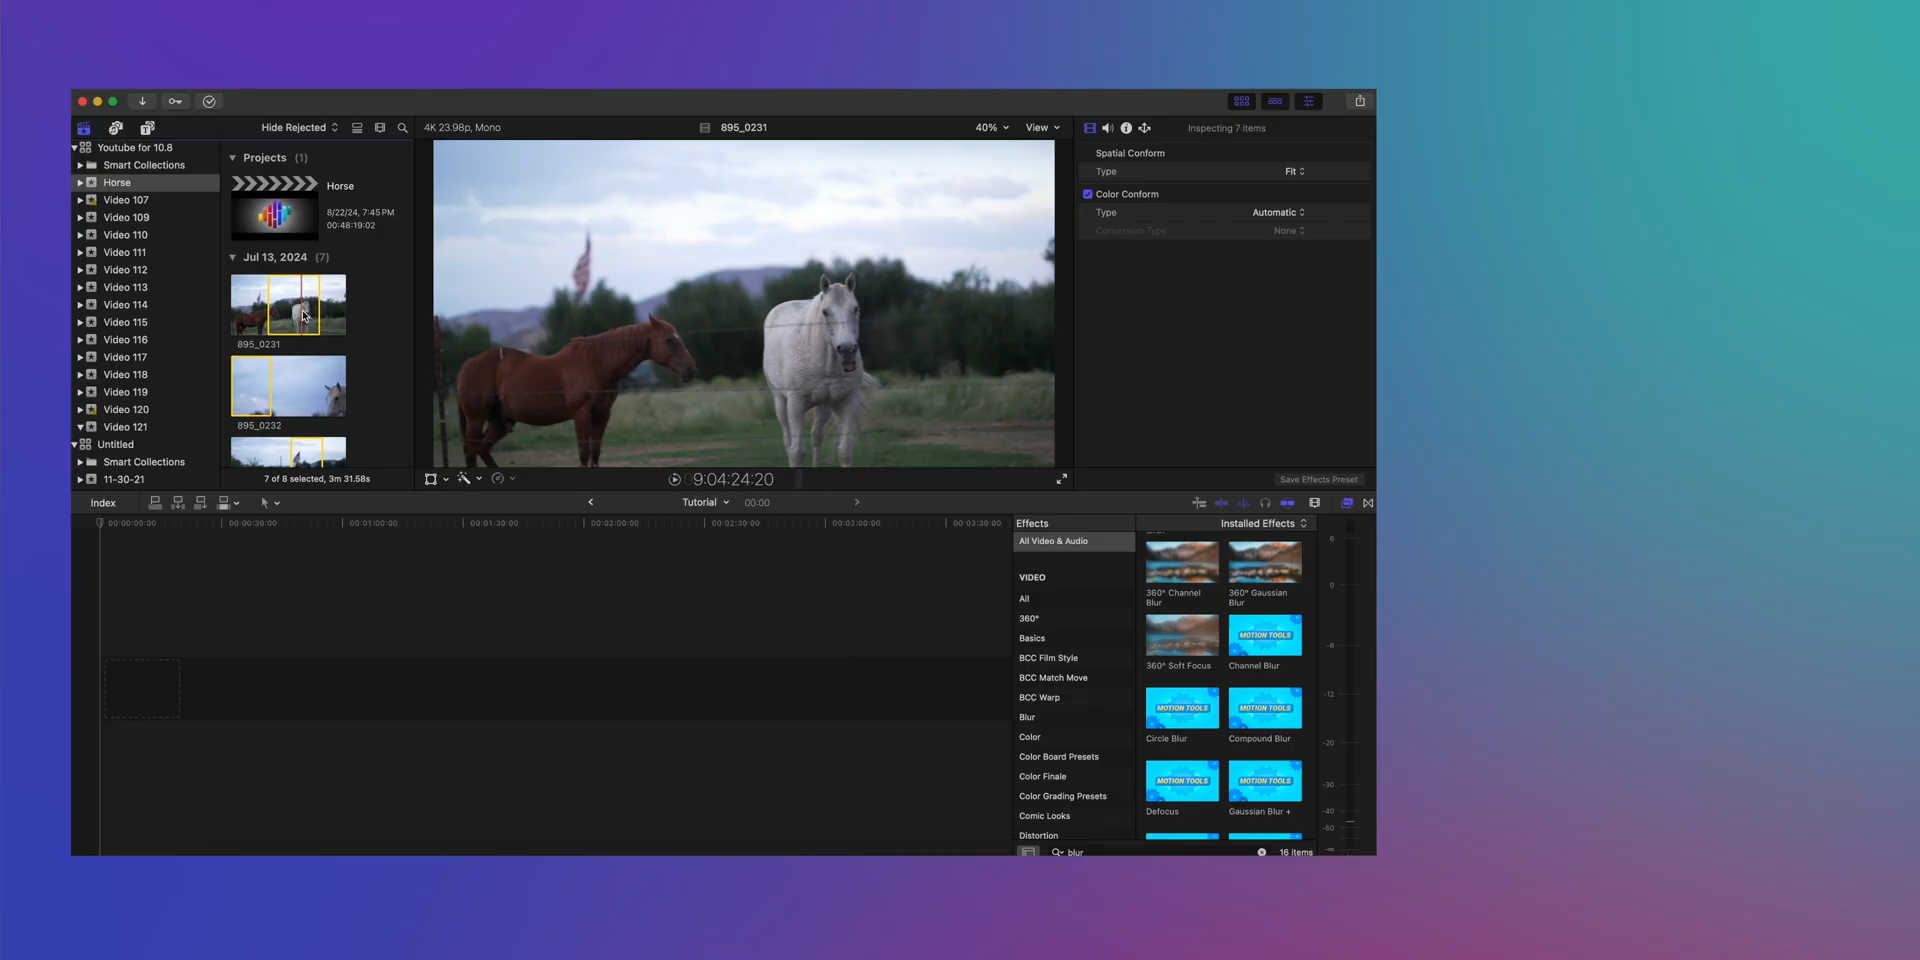 Hide Rejected
4K 23.98p, Mono
895_0231
40%
View
Inspecting 7 items
Youtube for 10.8
Smart Collections
Horse
Video 107
Video 109
Video 110
Video 111
Video 112
Video 113
Video 114
Video 115
Video 116
Video 117
Video 118
Video 119
Video 120
Video 121
Untitled
Smart Collections
11-30-21
Projects (1)
Horse
8/22/24, 7:45 PM
00:48:19:02
Jul 13, 2024 (7)
895_0231
895_0232
7 of 8 selected, 3m 31.58s
9:04:24:20
Spatial Conform
Type Fit
Color Conform
Type Automatic
Conversion Type None
Save Effects Preset
Index
Tutorial
00:00
00:00:00:00
00:00:30:00
00:01:00:00
00:01:30:00
00:02:00:00
00:02:30:00
00:03:00:00
00:03:30:00
Effects
Installed Effects
All Video & Audio
VIDEO
All
360°
Basics
BCC Film Style
BCC Match Move
BCC Warp
Blur
Color
Color Board Presets
Color Finale
Color Grading Presets
Comic Looks
Distortion
360° Channel
Blur
360° Gaussian
Blur
360° Soft Focus
MOTION TOOLS
Channel Blur
MOTION TOOLS
Circle Blur
MOTION TOOLS
Compound Blur
MOTION TOOLS
Defocus
MOTION TOOLS
Gaussian Blur +
blur
16 items
6
0
-6
-12
-20
-30
-40
-50